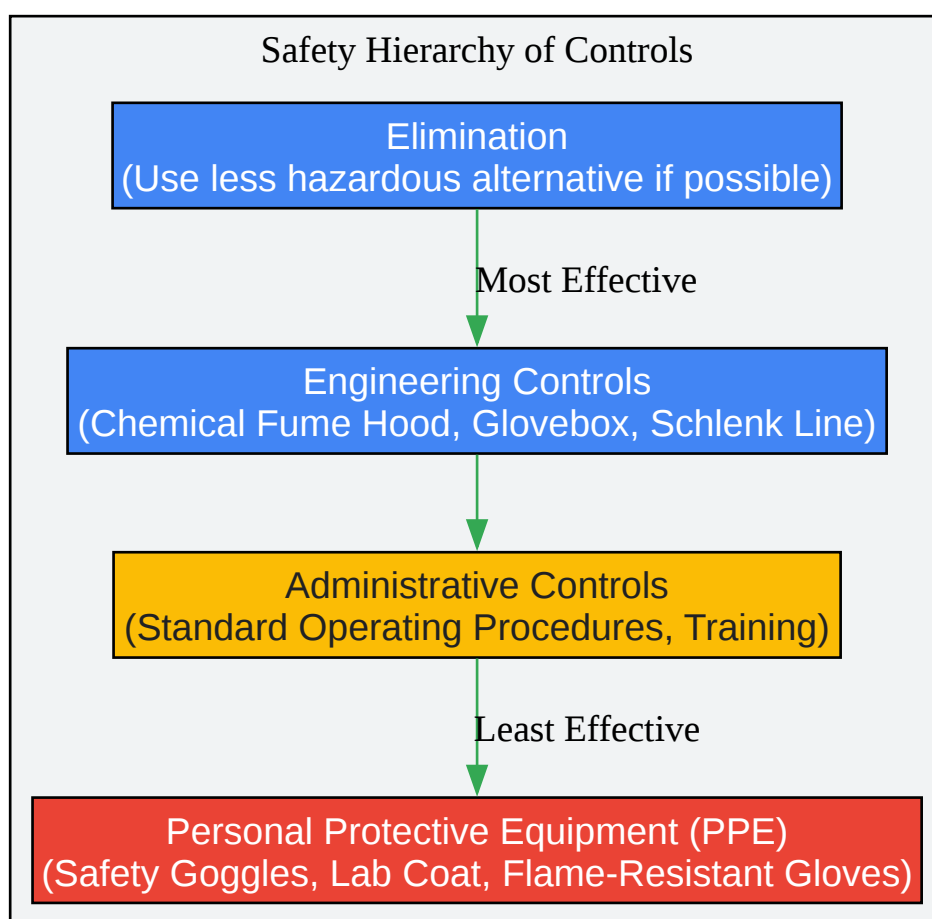 Safety Hierarchy of Controls
Elimination
(Use less hazardous alternative if possible)
Most Effective
Engineering Controls
(Chemical Fume Hood, Glovebox, Schlenk Line)
Administrative Controls
(Standard Operating Procedures, Training)
Least Effective
Personal Protective Equipment (PPE)
(Safety Goggles, Lab Coat, Flame-Resistant Gloves)